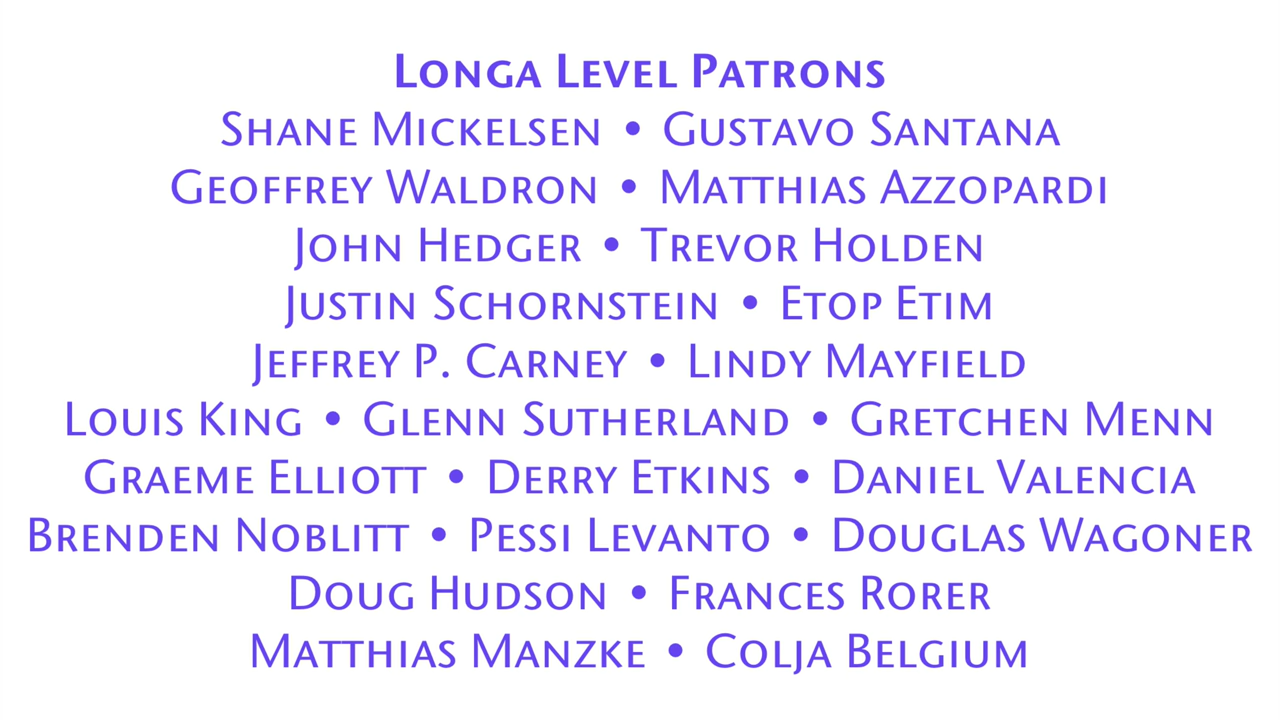 Longa Level Patrons
Shane Mickelsen • Gustavo Santana
Geoffrey Waldron • Matthias Azzopardi
John Hedger • Trevor Holden
Justin Schornstein • Etop Etim
Jeffrey P. Carney • Lindy Mayfield
Louis King • Glenn Sutherland • Gretchen Menn
Graeme Elliott • Derry Etkins • Daniel Valencia
Brenden Noblitt • Pessi Levanto • Douglas Wagoner
Doug Hudson • Frances Rorer
Matthias Manzke • Colja Belgium